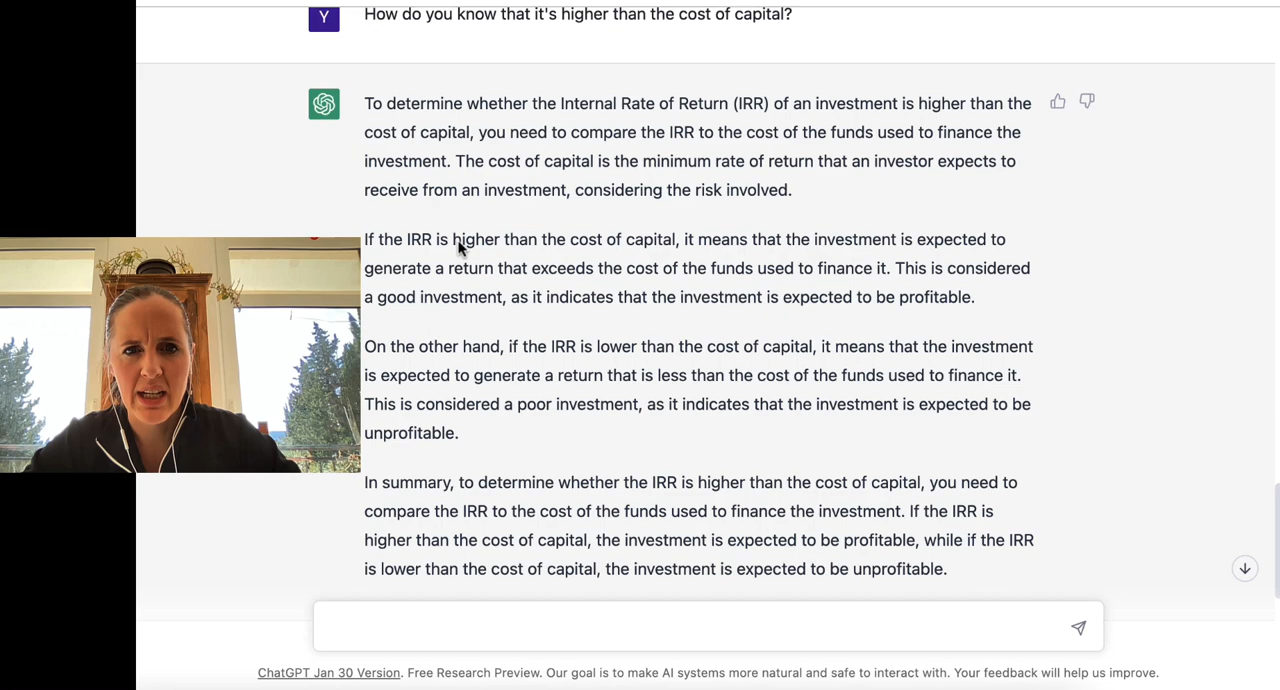 Y
How do you know that it's higher than the cost of capital?
To determine whether the Internal Rate of Return (IRR) of an investment is higher than the
cost of capital, you need to compare the IRR to the cost of the funds used to finance the
investment. The cost of capital is the minimum rate of return that an investor expects to
receive from an investment, considering the risk involved.
If the IRR is higher than the cost of capital, it means that the investment is expected to
generate a return that exceeds the cost of the funds used to finance it. This is considered
a good investment, as it indicates that the investment is expected to be profitable.
On the other hand, if the IRR is lower than the cost of capital, it means that the investment
is expected to generate a return that is less than the cost of the funds used to finance it.
This is considered a poor investment, as it indicates that the investment is expected to be
unprofitable.
In summary, to determine whether the IRR is higher than the cost of capital, you need to
compare the IRR to the cost of the funds used to finance the investment. If the IRR is
higher than the cost of capital, the investment is expected to be profitable, while if the IRR
is lower than the cost of capital, the investment is expected to be unprofitable.
ChatGPT Jan 30 Version. Free Research Preview. Our goal is to make AI systems more natural and safe to interact with. Your feedback will help us improve.